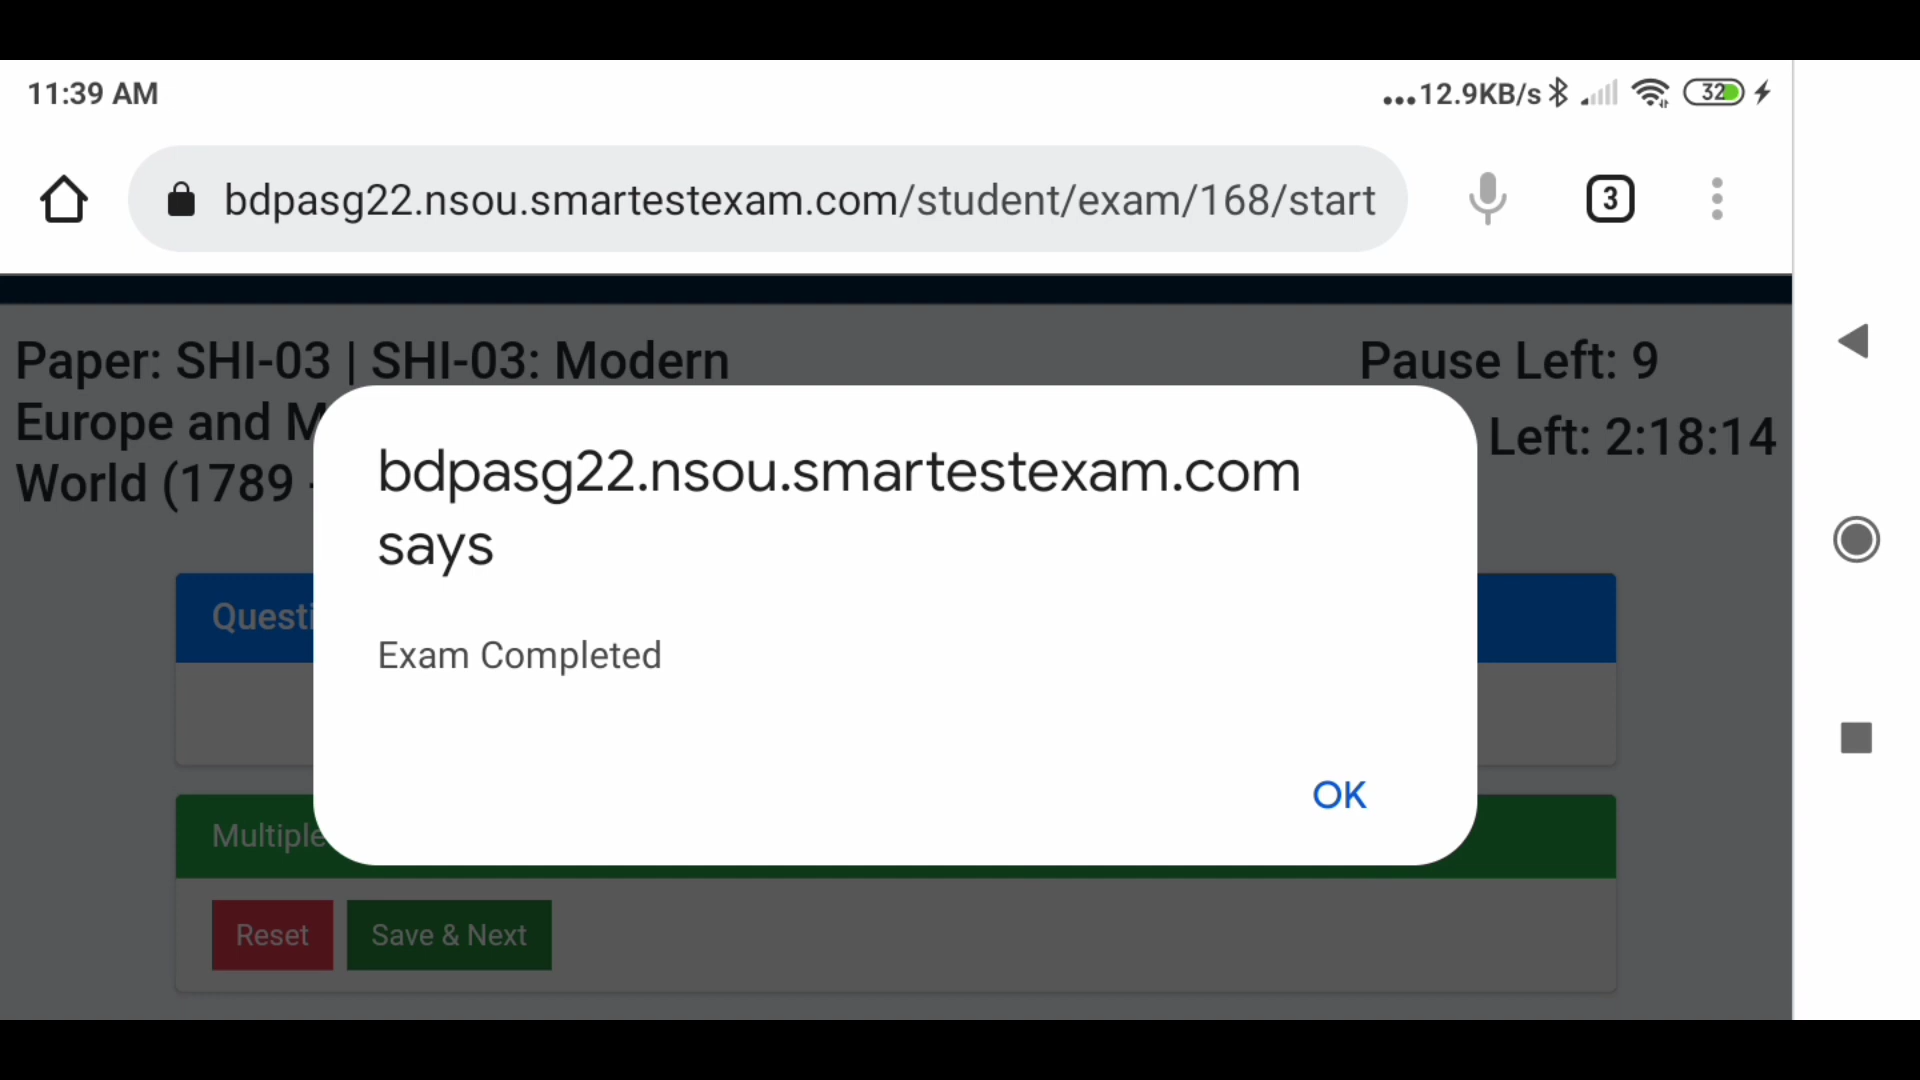 11:39 AM
...12.9KB/s 32
bdpasg22.nsou.smartestexam.com/student/exam/168/start
3
Paper: SHI-03 | SHI-03: Modern
Europe and M
World (1789 -
Pause Left: 9
Left: 2:18:14
bdpasg22.nsou.smartestexam.com
says
Exam Completed
OK
Questi
Multiple
Reset
Save & Next